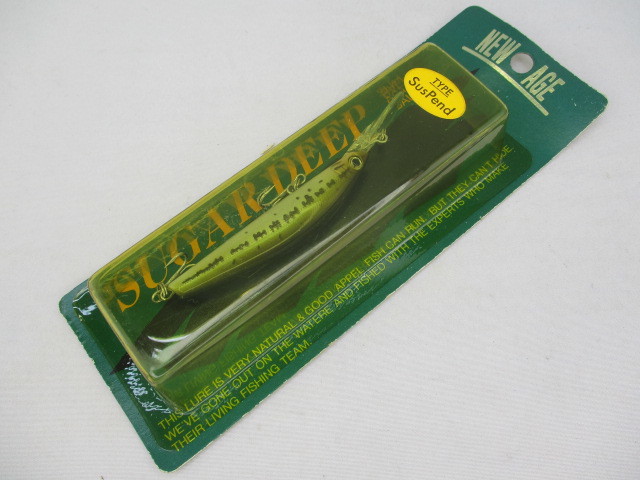 NEW AGE
TYPE
SusPend
SUGAR DEEP
THIS LURE IS VERY NATURAL & GOOD APPEL FISH CAN RUN. BUT THEY CAN'T HIDE.
WE'VE GONE OUT ON THE WATERE AND FISHED WITH THE EXPERTS WHO MAKE
THEIR LIVING FISHING TEAM.